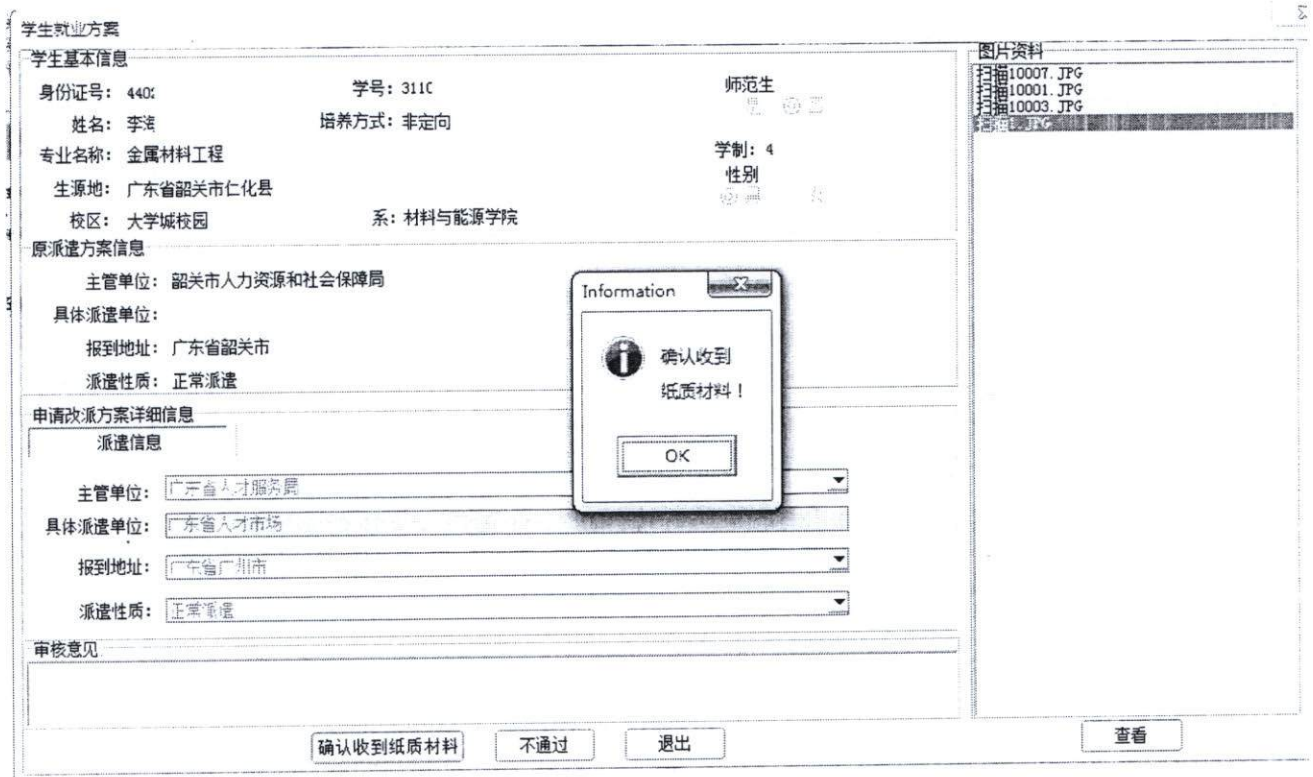 学生就业方案
学生基本信息
身份证号： 440
学号： 311
师范生
姓名： 李
培养方式： 非定向
专业名称： 金属材料工程
学制： 4
生源地： 广东省韶关市仁化县
性别
校区： 大学城校园
系： 材料与能源学院
原派遣方案信息
主管单位： 韶关市人力资源和社会保障局
具体派遣单位：
报到地址： 广东省韶关市
派遣性质： 正常派遣
申请改派方案详细信息
派遣信息
主管单位： 广东省人才服务局
具体派遣单位： 广东省人才市场
报到地址： 广东省广州市
派遣性质： 正常派遣
审核意见
确认收到纸质材料
不通过
退出
Information
确认收到
纸质材料！
OK
图片资料
扫描10007.JPG
扫描10001.JPG
扫描10003.JPG
查看